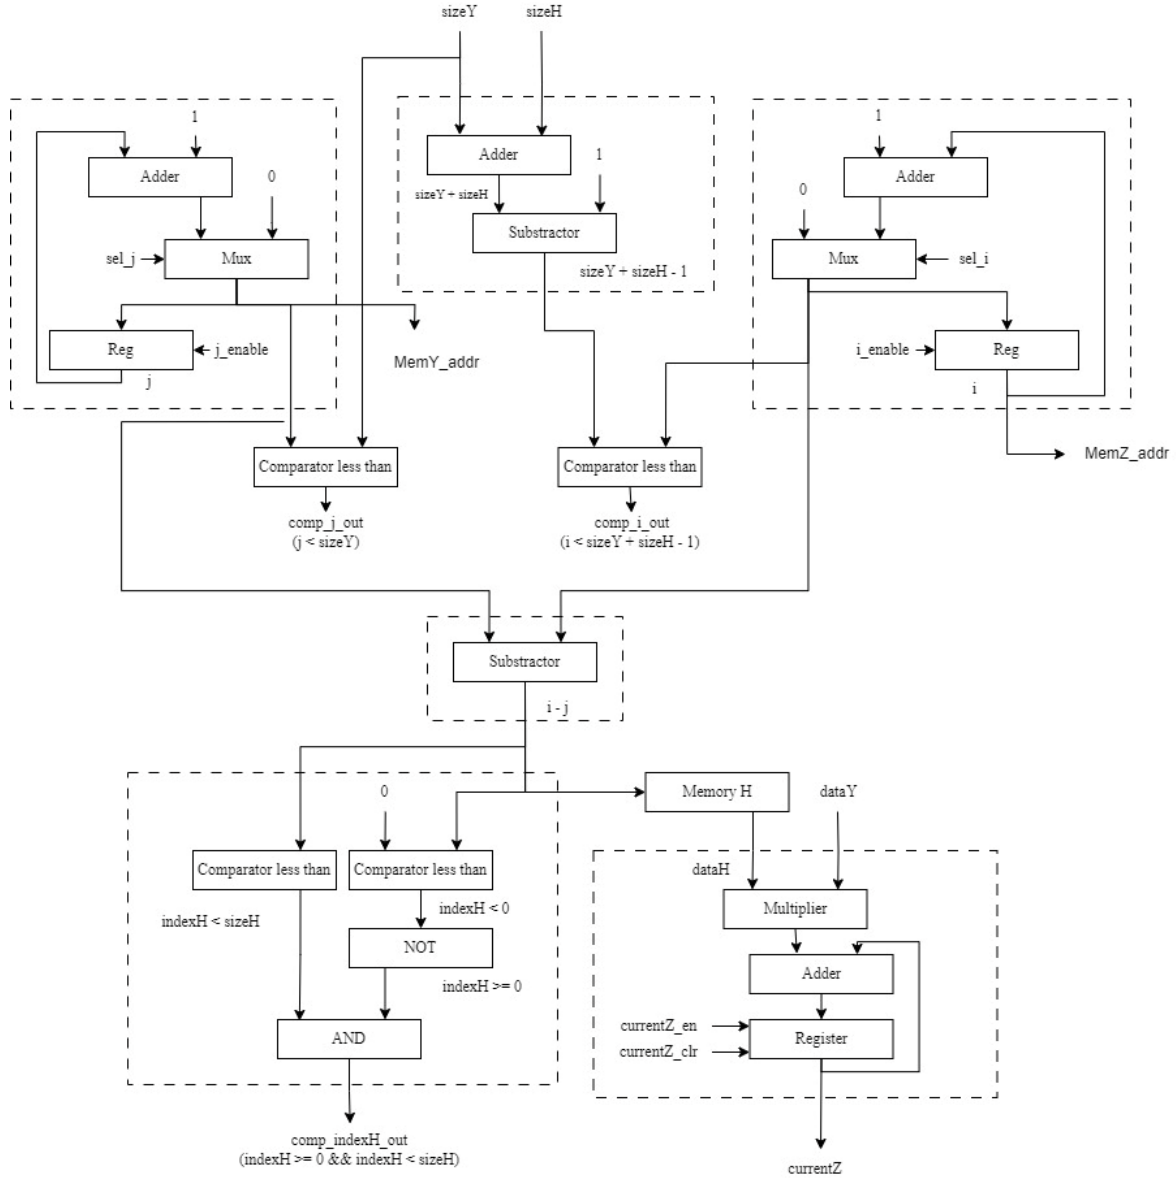 sizeY
sizeH
1
Adder
0
sel_j
Mux
Reg
j_enable
j
MemY_addr
Adder
1
sizeY + sizeH
Substractor
sizeY + sizeH - 1
1
Adder
0
Mux
sel_i
i_enable
Reg
i
MemZ_addr
Comparator less than
comp_j_out
(j < sizeY)
Comparator less than
comp_i_out
(i < sizeY + sizeH - 1)
Substractor
i - j
0
Comparator less than
Comparator less than
indexH < sizeH
indexH < 0
NOT
indexH >= 0
AND
comp_indexH_out
(indexH >= 0 && indexH < sizeH)
Memory H
dataY
dataH
Multiplier
Adder
currentZ_en
currentZ_clr
Register
currentZ